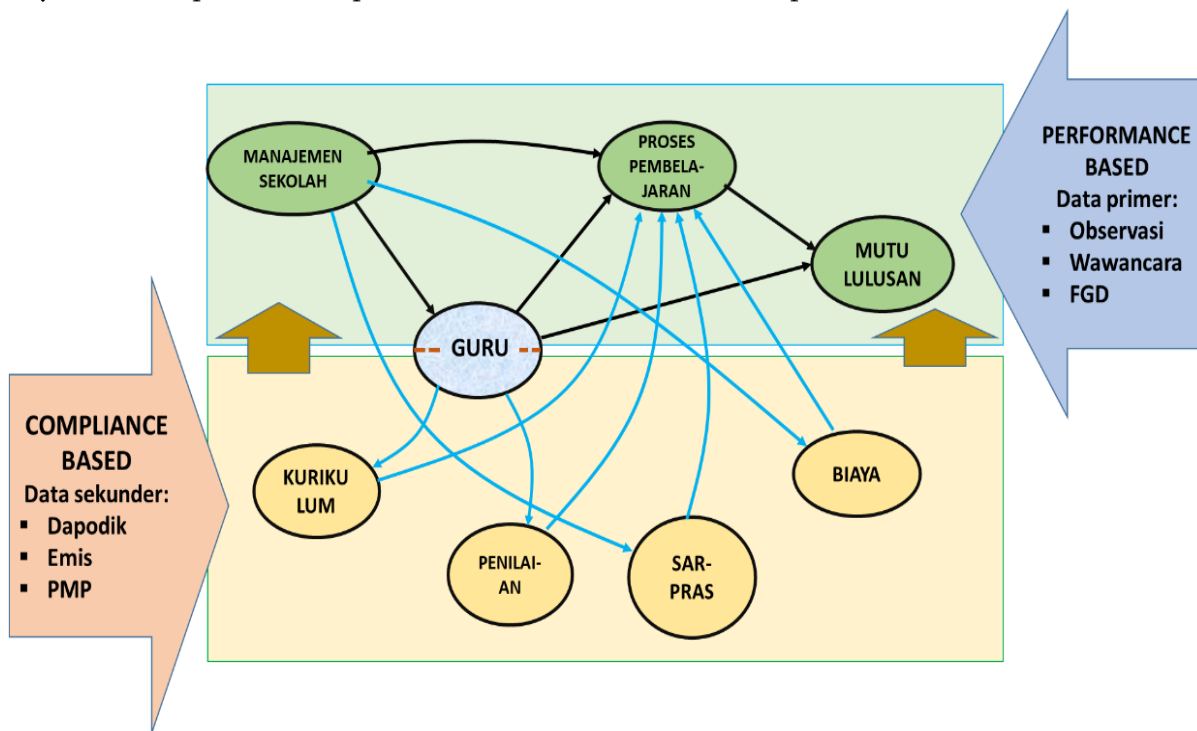 MANAJEMEN
SEKOLAH
PROSES
PEMBELA-
JARAN
MUTU
LULUSAN
GURU
PERFORMANCE
BASED
Data primer:
▪ Observasi
▪ Wawancara
▪ FGD
COMPLIANCE
BASED
Data sekunder:
▪ Dapodik
▪ Emis
▪ PMP
KURIKU
LUM
PENILAI-
AN
SAR-
PRAS
BIAYA